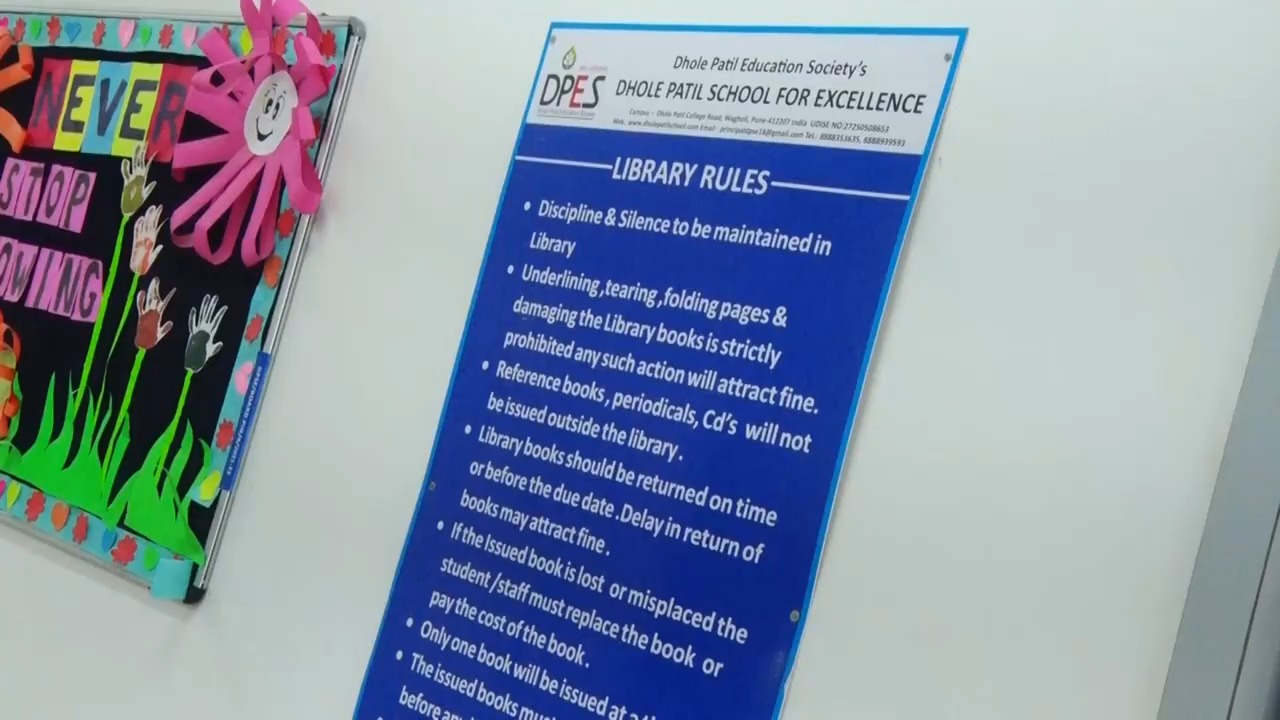 NEVER
STOP
OWING
DPES
Dhole Patil Education Society's
DHOLE PATIL SCHOOL FOR EXCELLENCE
Campus - Dhole Patil College Road, Wagholi, Pune-412207 India UDISE NO:27250508653
Web. www.dholepatilschool.com Email: Tel.: 8888353635, 8888939593
LIBRARY RULES
• Discipline & Silence to be maintained in
Library
• Underlining ,tearing ,folding pages &
damaging the Library books is strictly
prohibited any such action will attract fine.
• Reference books , periodicals, Cd's will not
be issued outside the library .
• Library books should be returned on time
or before the due date .Delay in return of
books may attract fine .
• If the Issued book is lost or misplaced the
student /staff must replace the book or
pay the cost of the book .
• Only one book will be issued at a
• The issued books must
before any